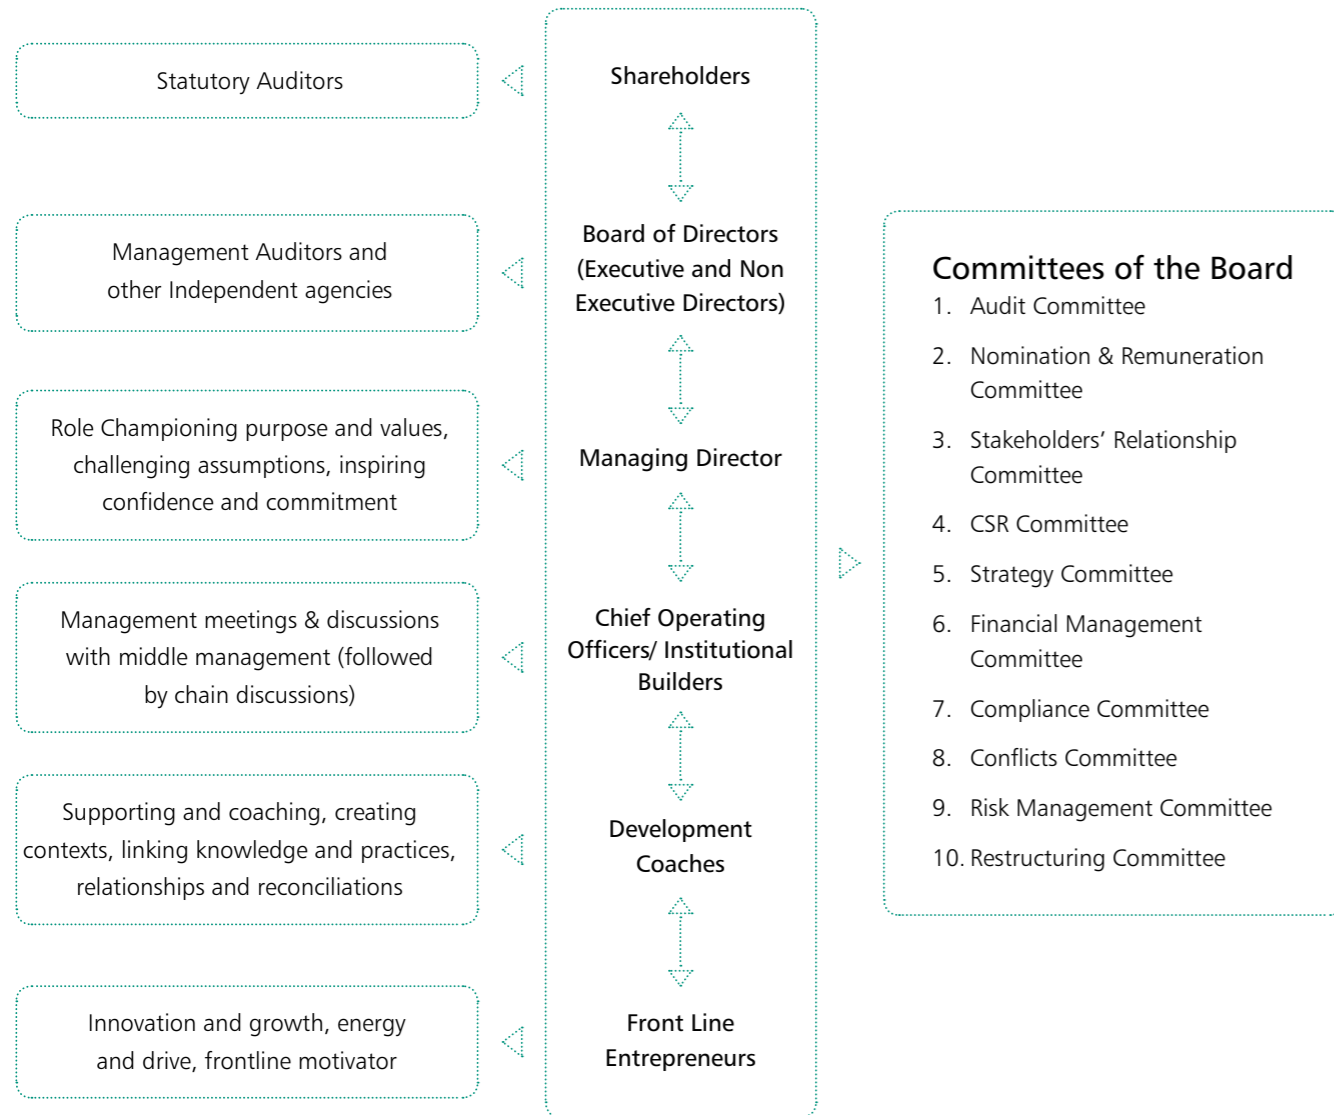 Statutory Auditors
Management Auditors and
other Independent agencies
Role Championing purpose and values,
challenging assumptions, inspiring
confidence and commitment
Management meetings & discussions
with middle management (followed
by chain discussions)
Supporting and coaching, creating
contexts, linking knowledge and practices,
relationships and reconciliations
Innovation and growth, energy
and drive, frontline motivator
Shareholders
Board of Directors
(Executive and Non
Executive Directors)
Managing Director
Chief Operating
Officers/ Institutional
Builders
Development
Coaches
Front Line
Entrepreneurs
Committees of the Board
1. Audit Committee
2. Nomination & Remuneration
Committee
3. Stakeholders’ Relationship
Committee
4. CSR Committee
5. Strategy Committee
6. Financial Management
Committee
7. Compliance Committee
8. Conflicts Committee
9. Risk Management Committee
10. Restructuring Committee